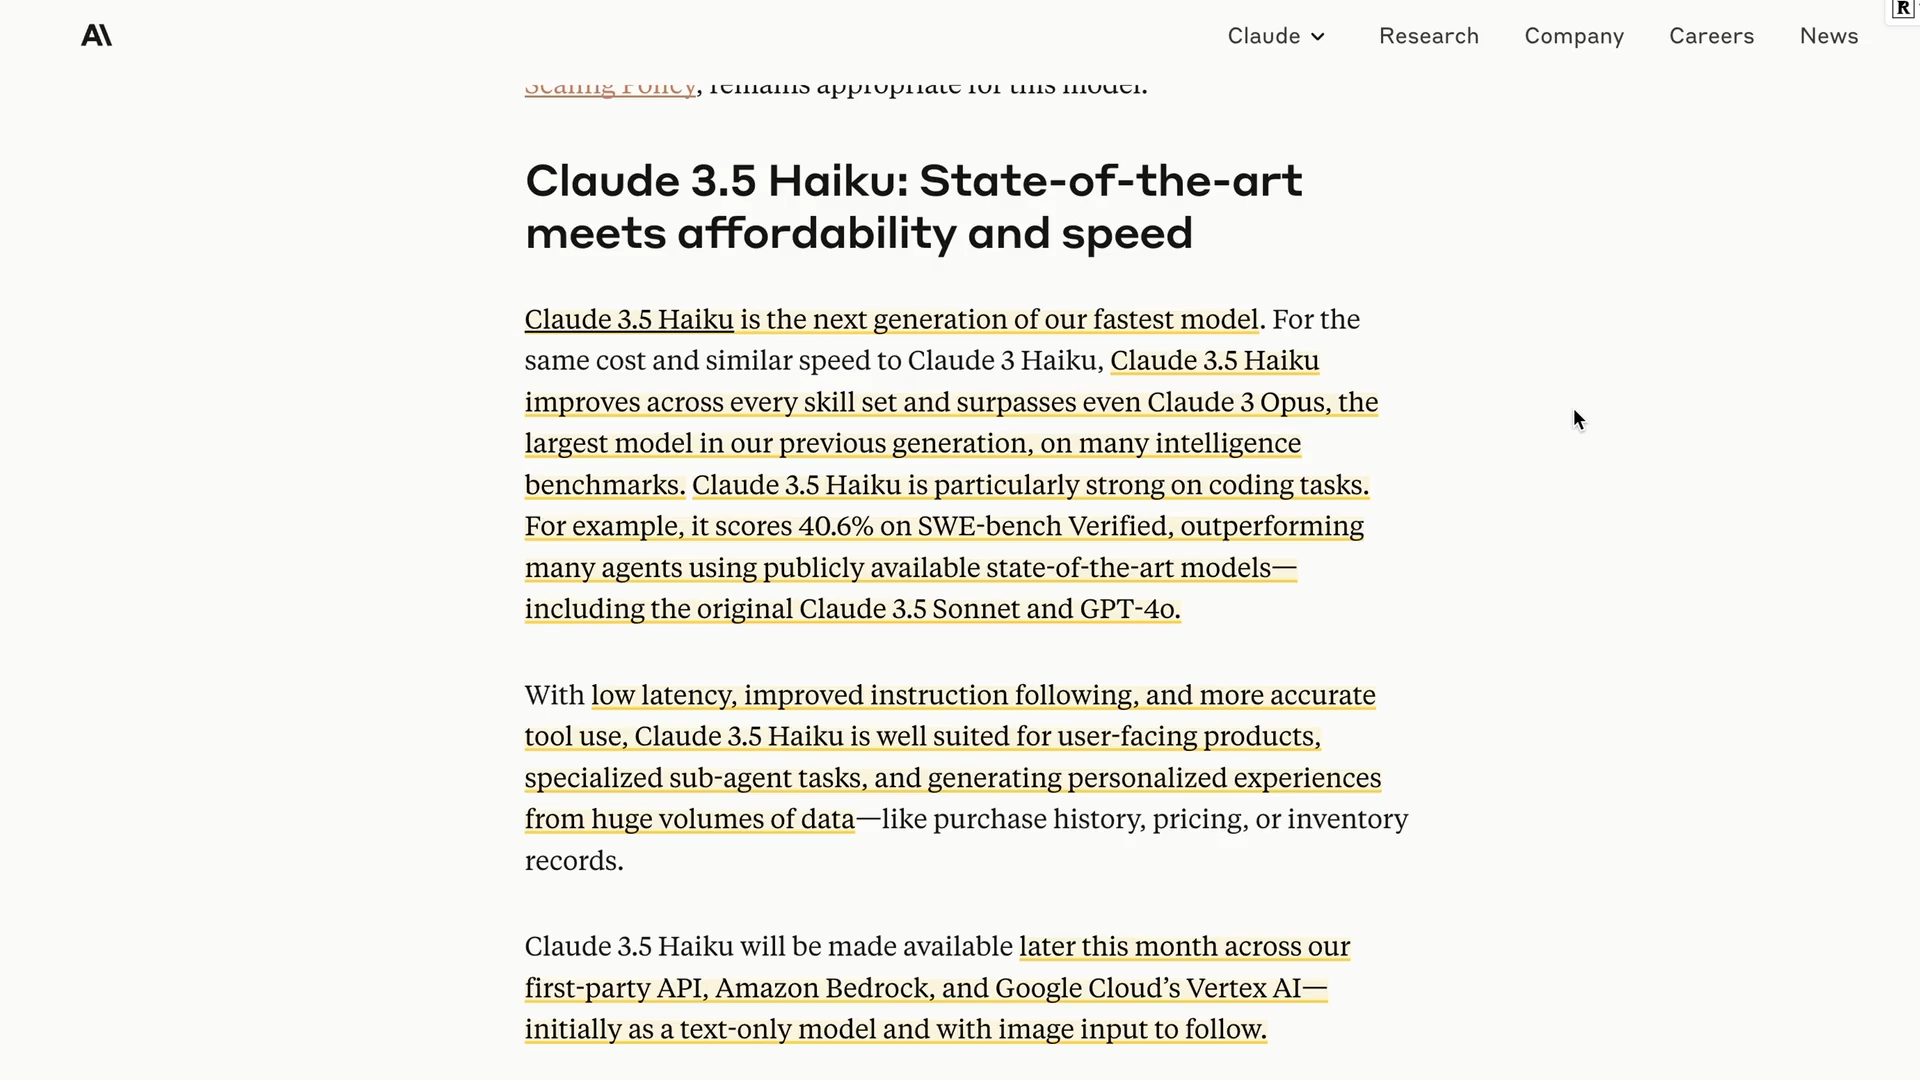 A\
Claude
Research
Company
Careers
News
R
Scaling Policy, remains appropriate for this model.
Claude 3.5 Haiku: State-of-the-art
meets affordability and speed
Claude 3.5 Haiku is the next generation of our fastest model. For the
same cost and similar speed to Claude 3 Haiku, Claude 3.5 Haiku
improves across every skill set and surpasses even Claude 3 Opus, the
largest model in our previous generation, on many intelligence
benchmarks. Claude 3.5 Haiku is particularly strong on coding tasks.
For example, it scores 40.6% on SWE-bench Verified, outperforming
many agents using publicly available state-of-the-art models—
including the original Claude 3.5 Sonnet and GPT-4o.
With low latency, improved instruction following, and more accurate
tool use, Claude 3.5 Haiku is well suited for user-facing products,
specialized sub-agent tasks, and generating personalized experiences
from huge volumes of data—like purchase history, pricing, or inventory
records.
Claude 3.5 Haiku will be made available later this month across our
first-party API, Amazon Bedrock, and Google Cloud’s Vertex AI—
initially as a text-only model and with image input to follow.